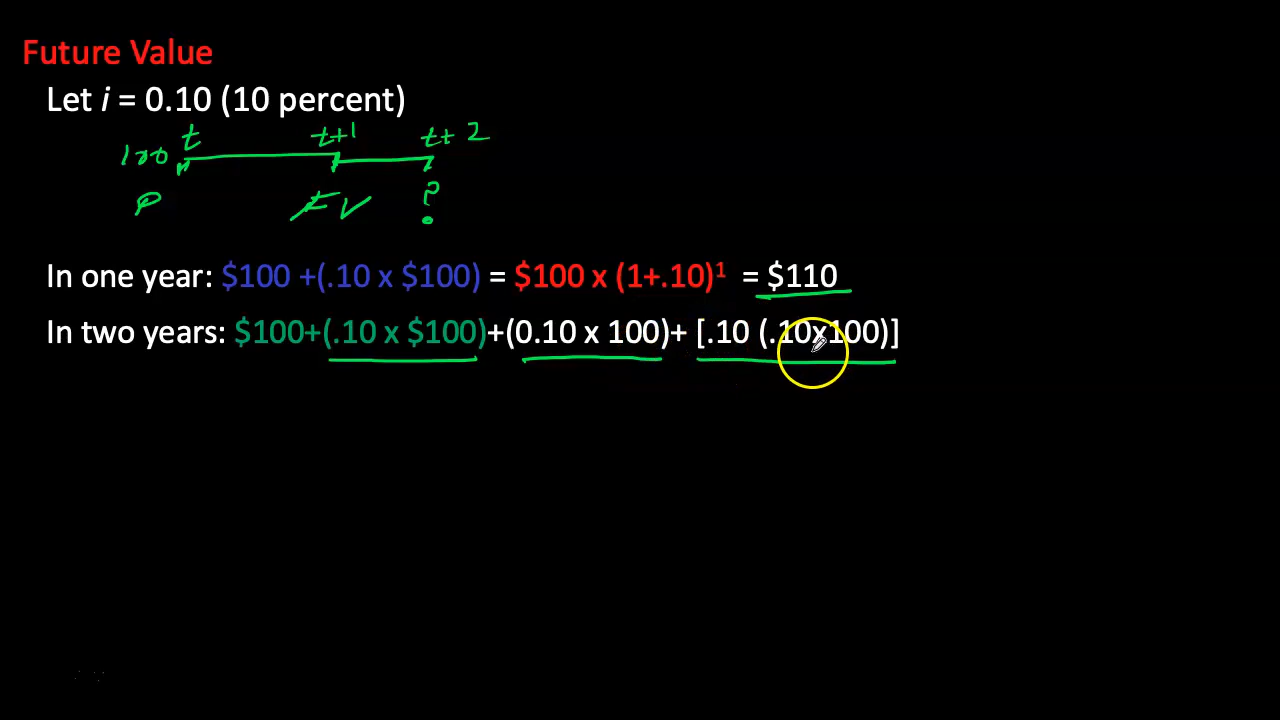 Future Value
Let i = 0.10 (10 percent)
t t+1 t+2
100
P FV ?
In one year: $100 +(.10 x $100) = $100 x (1+.10)¹ = $110
In two years: $100+(.10 x $100)+(0.10 x 100)+ [.10 (.10x100)]